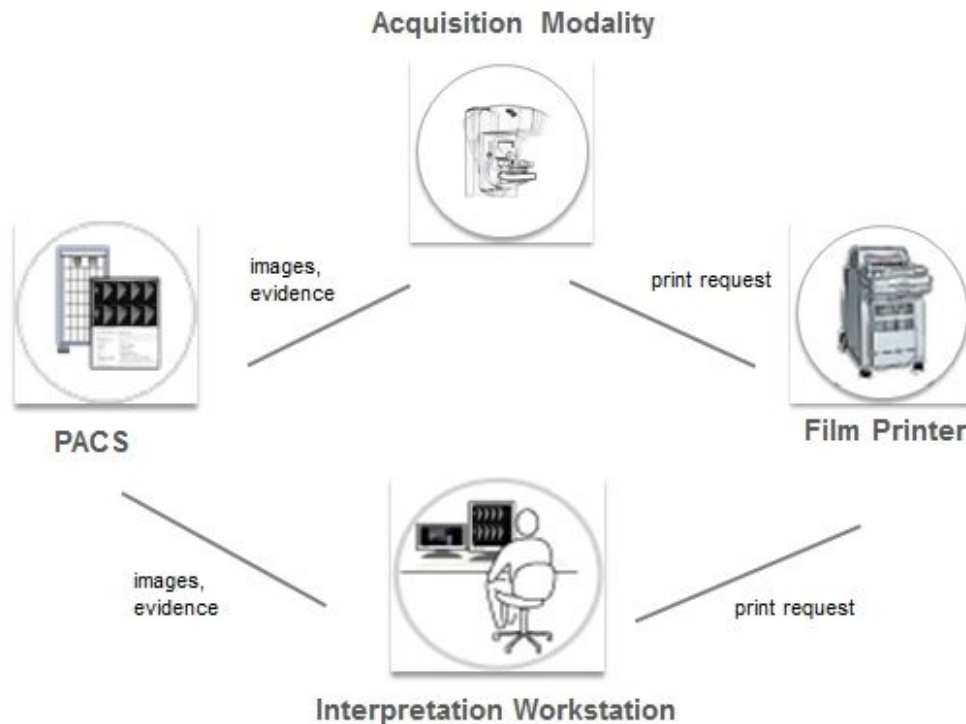 Acquisition Modality
images,
evidence
print request
PACS
Film Printer
images,
evidence
print request
Interpretation Workstation